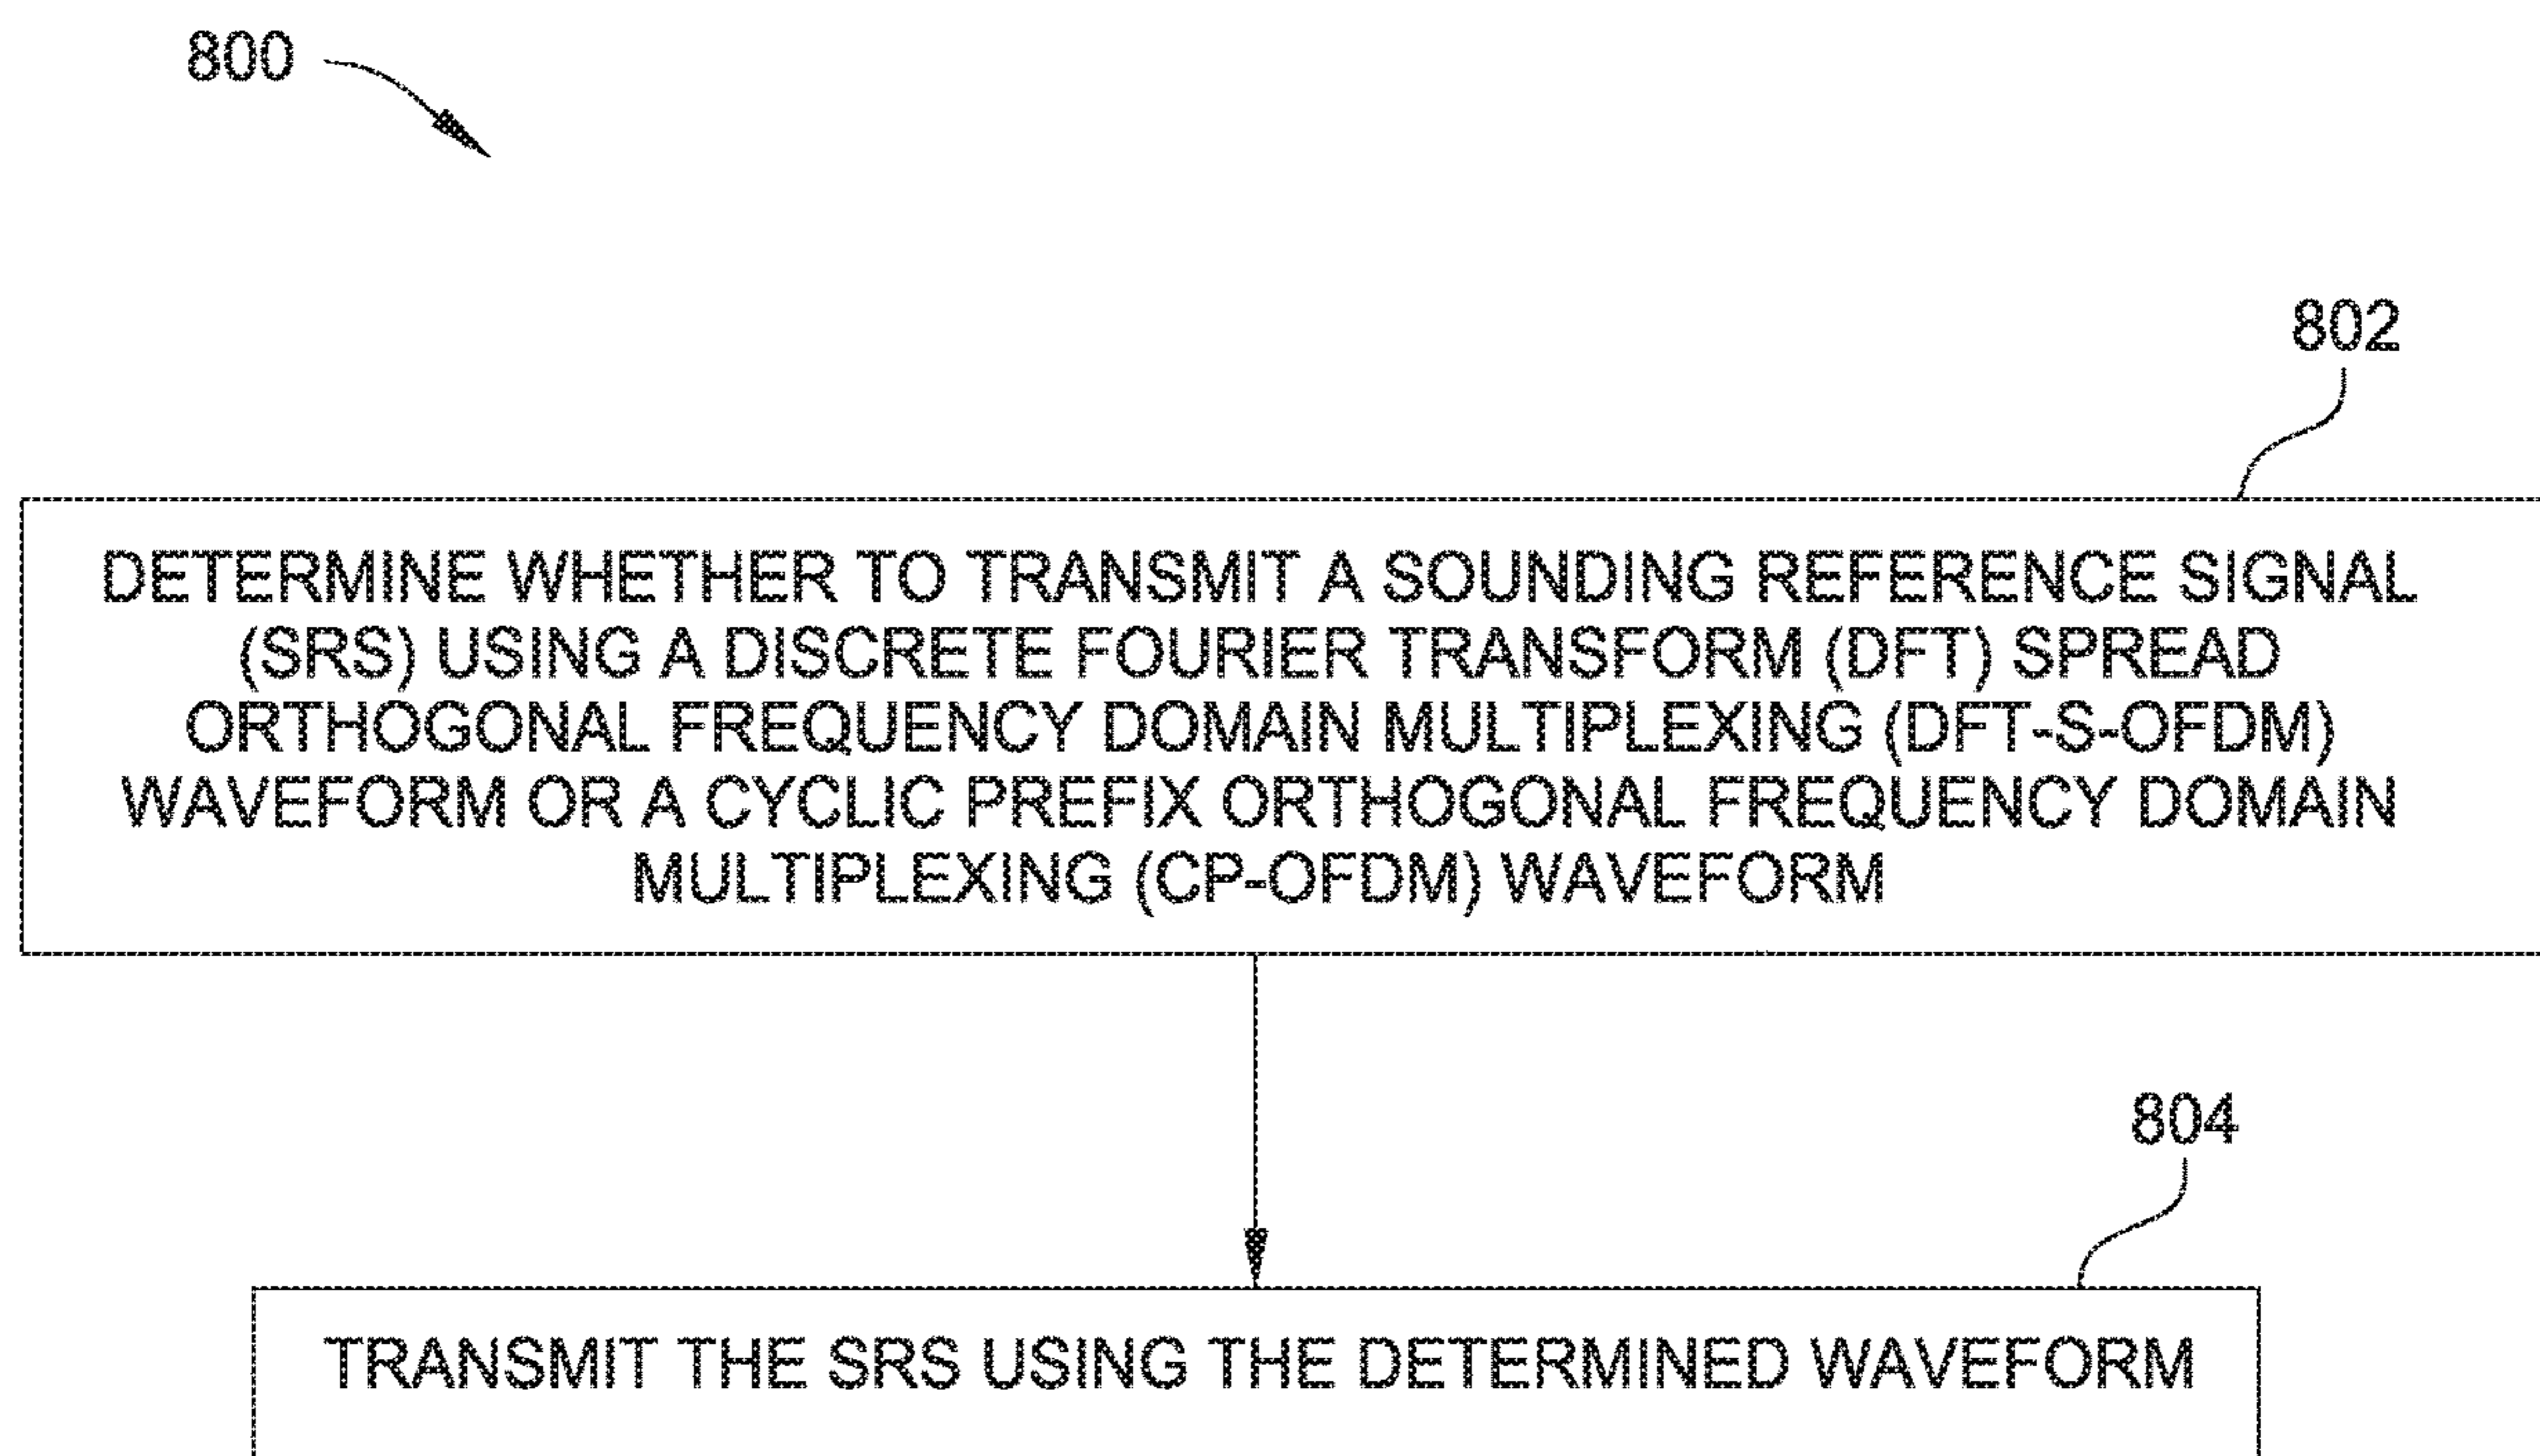 800
802
DETERMINE WHETHER TO TRANSMIT A SOUNDING REFERENCE SIGNAL
(SRS) USING A DISCRETE FOURIER TRANSFORM (DFT) SPREAD
ORTHOGONAL FREQUENCY DOMAIN MULTIPLEXING (DFT-S-OFDM)
WAVEFORM OR A CYCLIC PREFIX ORTHOGONAL FREQUENCY DOMAIN
MULTIPLEXING (CP-OFDM) WAVEFORM
804
TRANSMIT THE SRS USING THE DETERMINED WAVEFORM